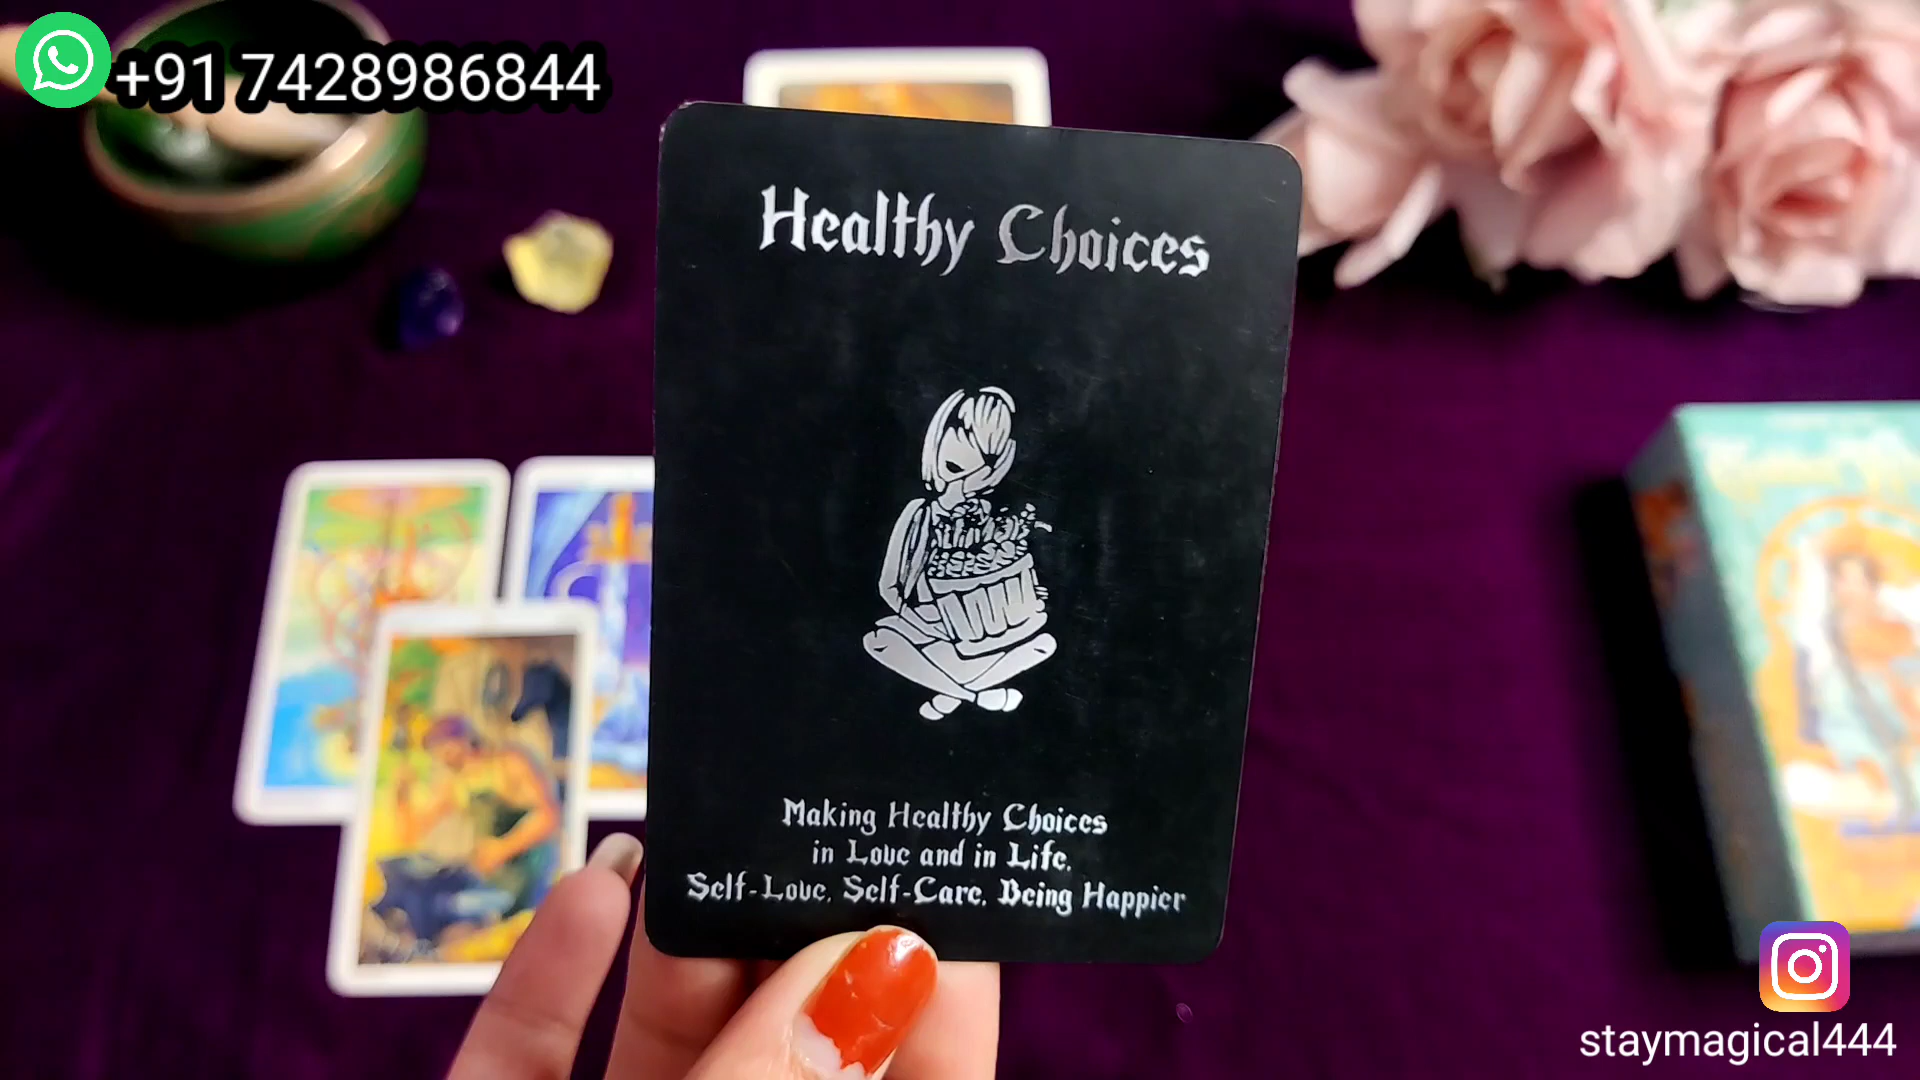 +91 7428986844
Healthy Choices
Making Healthy Choices
in Love and in Life.
Self-Love, Self-Care, Being Happier
staymagical444